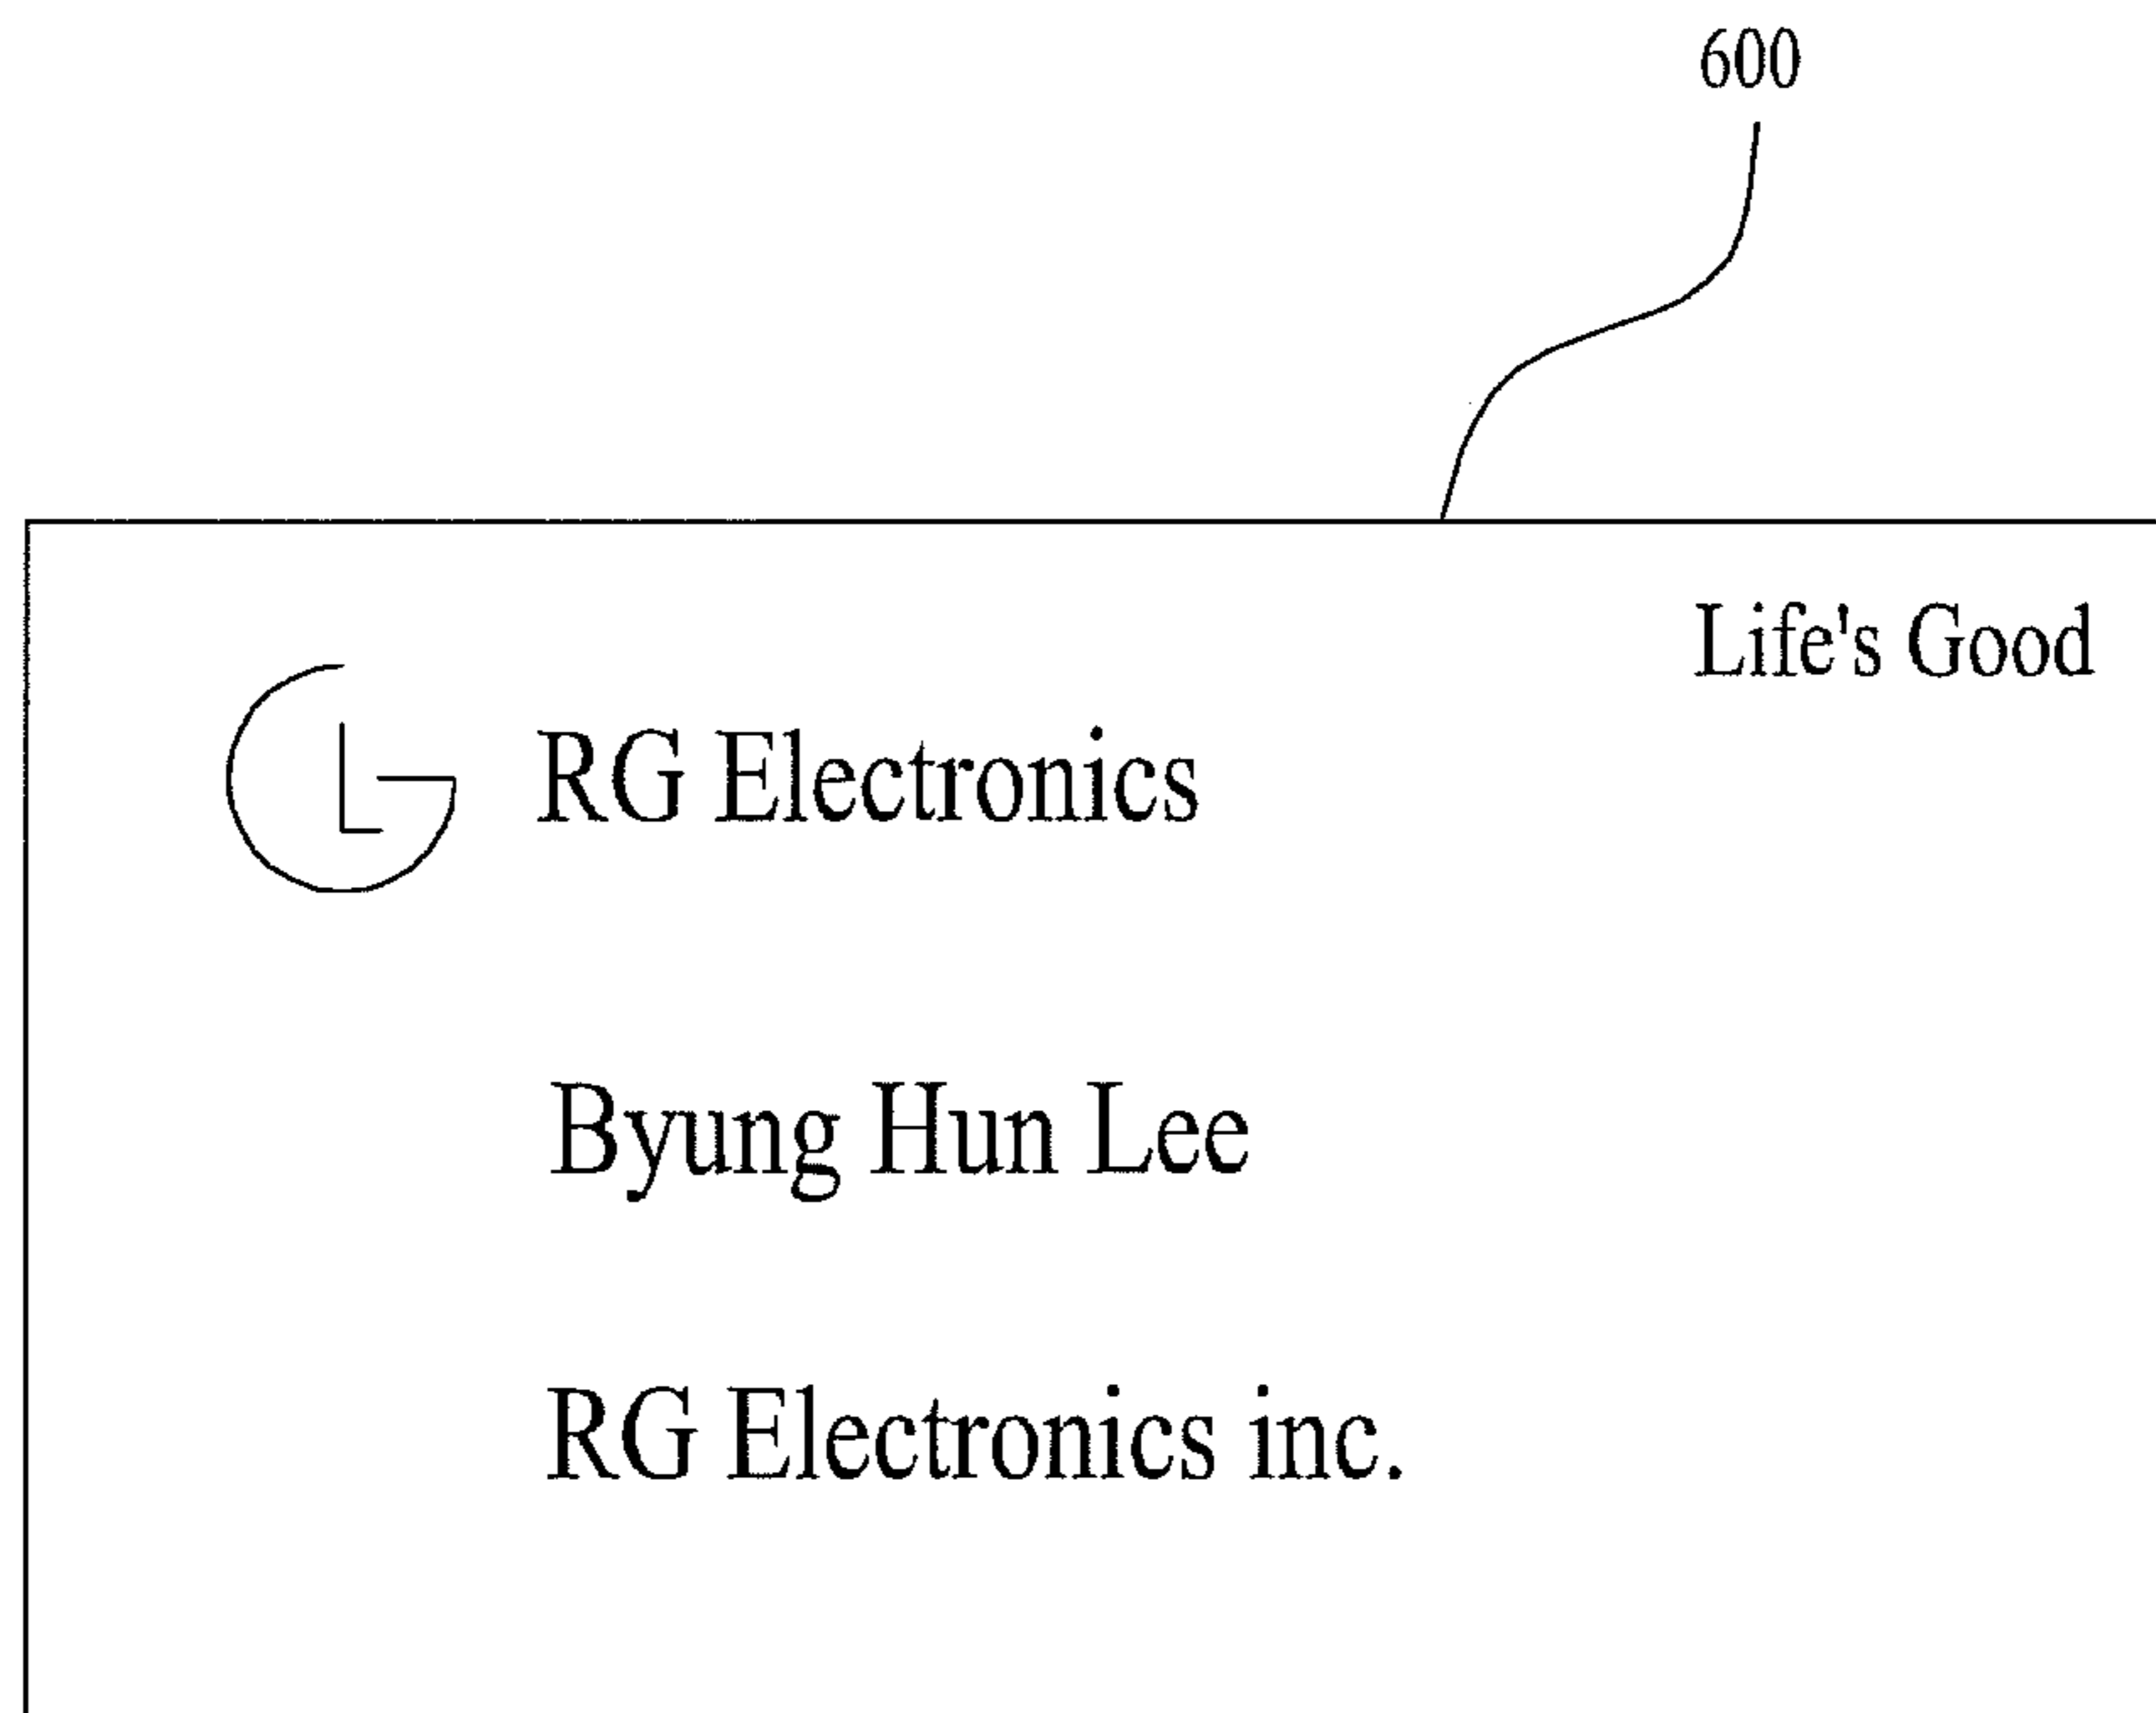 600
Life's Good
RG Electronics
Byung Hun Lee
RG Electronics inc.